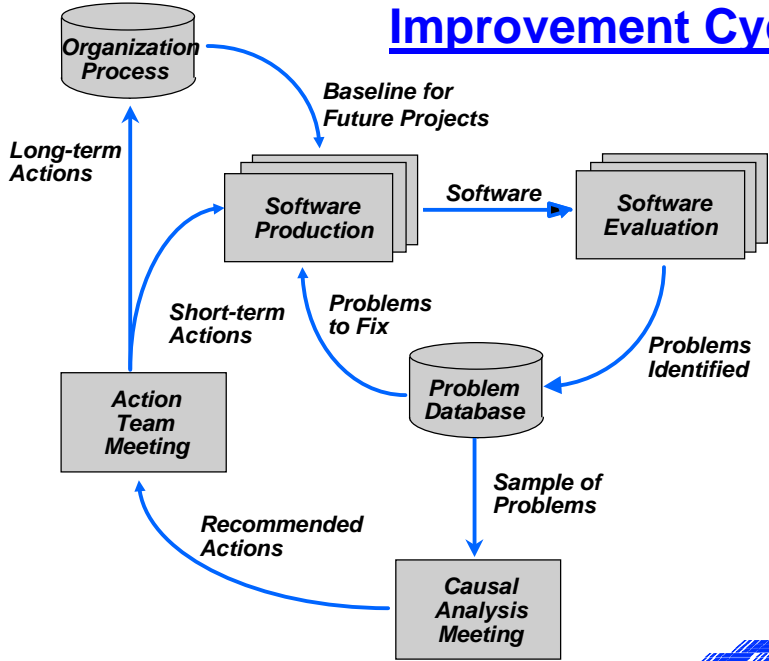 Improvement Cyc
Organization
Process
Baseline for
Future Projects
Long-term
Actions
Software
Production
Software
Software
Evaluation
Short-term
Actions
Problems
to Fix
Problems
Identified
Problem
Database
Action
Team
Meeting
Sample of
Problems
Recommended
Actions
Causal
Analysis
Meeting